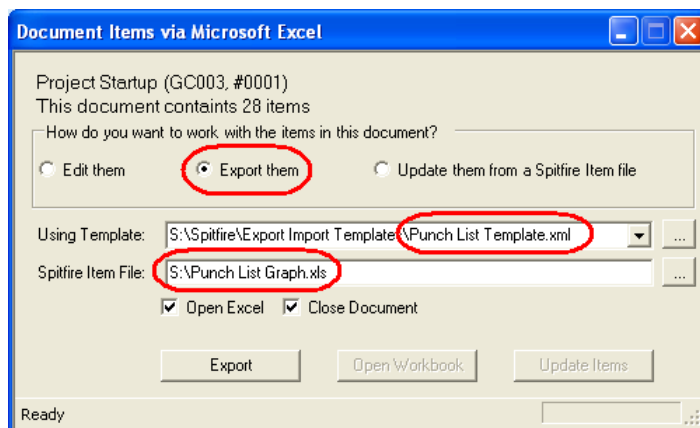 Document Items via Microsoft Excel
Project Startup (GC003, #0001)
This document containts 28 items
How do you want to work with the items in this document?
Edit them Export them Update them from a Spitfire Item file
Using Template: S:\Spitfire\Export Import Template \Punch List Template.xml ...
Spitfire Item File: S:\Punch List Graph.xls ...
Open Excel Close Document
Export Open Workbook Update Items
Ready